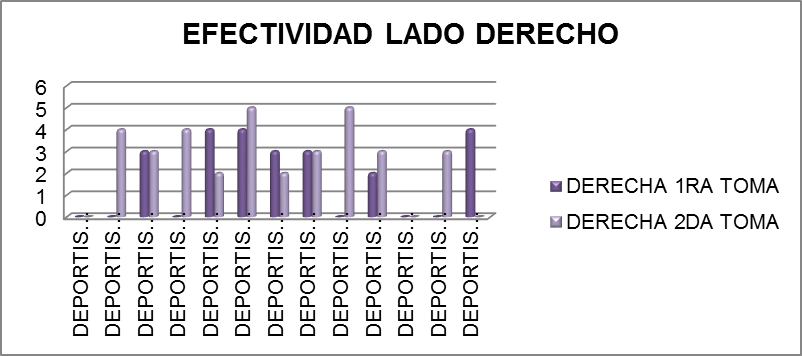 EFECTIVIDAD LADO DERECHO
6
5
4
3
2
1
0
DEPORTIS...
DEPORTIS...
DEPORTIS...
DEPORTIS...
DEPORTIS...
DEPORTIS...
DEPORTIS...
DEPORTIS...
DEPORTIS...
DEPORTIS...
DEPORTIS...
DEPORTIS...
DEPORTIS...
DERECHA 1RA TOMA
DERECHA 2DA TOMA